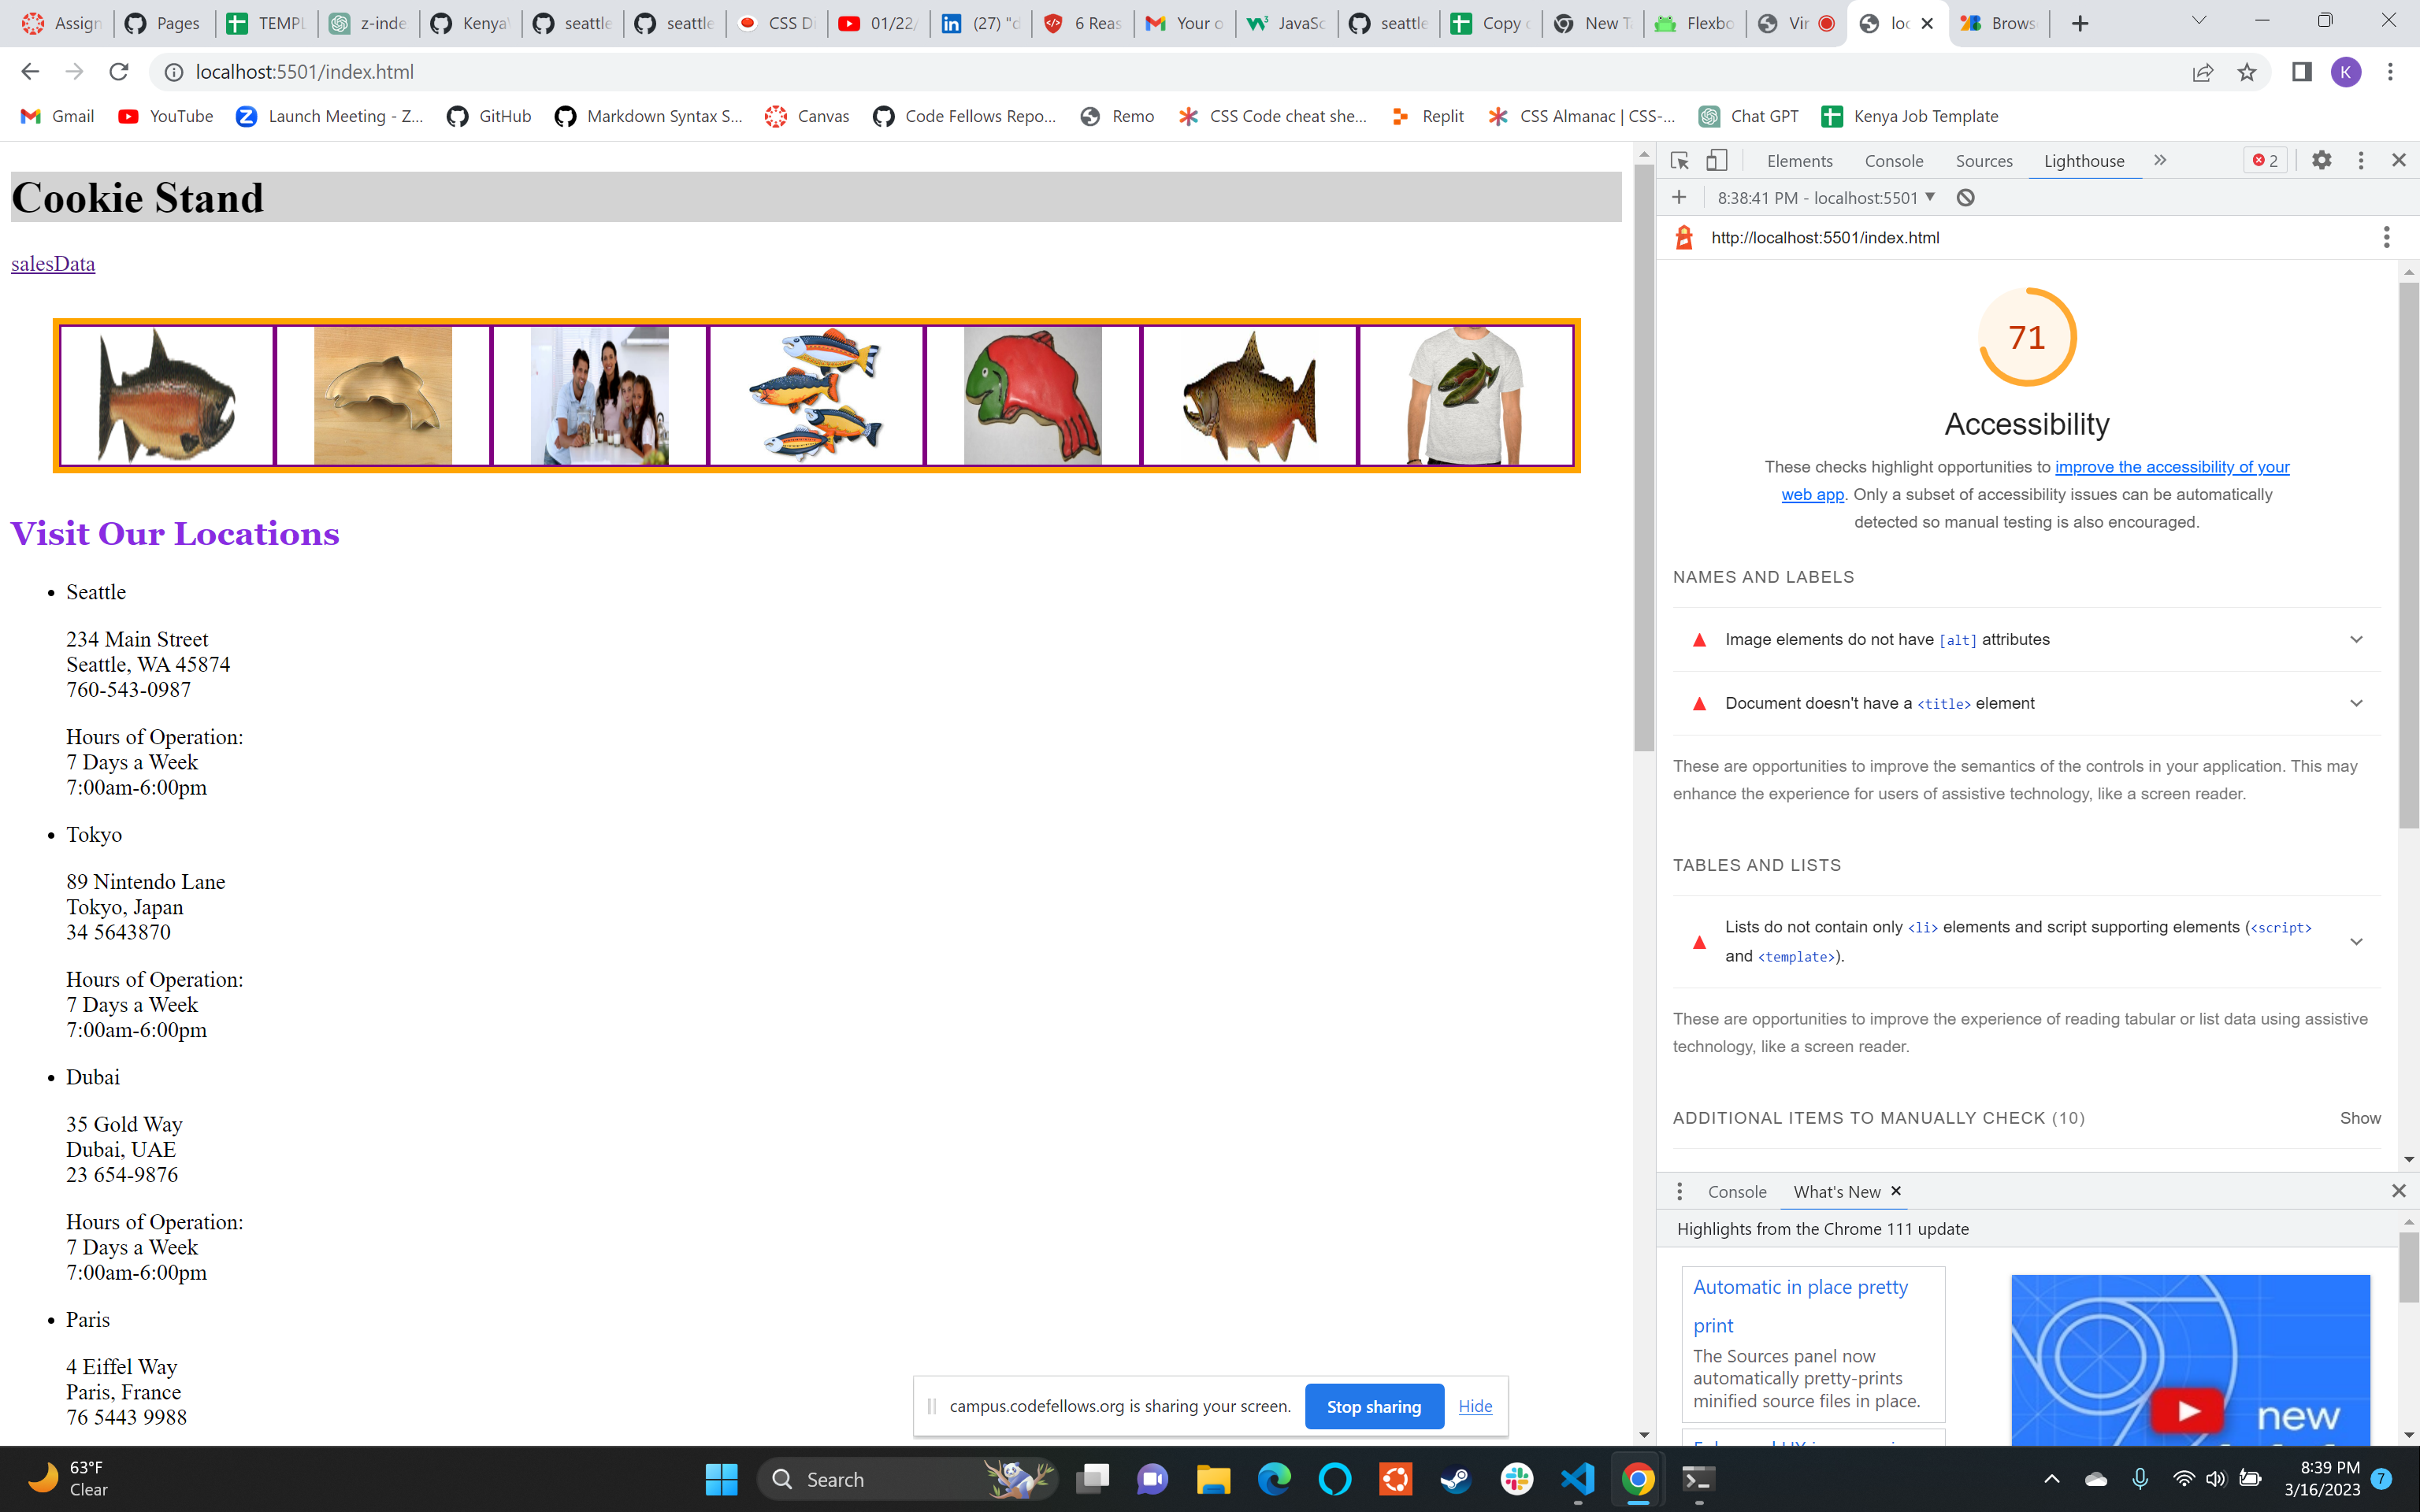 Assign
Pages
TEMPL
z-inde
Kenya
seattle
seattle
CSS Di
01/22/
(27) "d
6 Reas
Your o
JavaSc
seattle
Copy c
New T
Flexbo
Vir
loc
Brows
localhost:5501/index.html
K
Gmail
YouTube
Launch Meeting - Z...
GitHub
Markdown Syntax S...
Canvas
Code Fellows Repo...
Remo
CSS Code cheat she...
Replit
CSS Almanac | CSS-...
Chat GPT
Kenya Job Template
Cookie Stand
salesData
Visit Our Locations
• Seattle
234 Main Street
Seattle, WA 45874
760-543-0987
Hours of Operation:
7 Days a Week
7:00am-6:00pm
• Tokyo
89 Nintendo Lane
Tokyo, Japan
34 5643870
Hours of Operation:
7 Days a Week
7:00am-6:00pm
• Dubai
35 Gold Way
Dubai, UAE
23 654-9876
Hours of Operation:
7 Days a Week
7:00am-6:00pm
• Paris
4 Eiffel Way
Paris, France
76 5443 9988
Elements
Console
Sources
Lighthouse
2
8:38:41 PM - localhost:5501
http://localhost:5501/index.html
71
Accessibility
These checks highlight opportunities to improve the accessibility of your
web app. Only a subset of accessibility issues can be automatically
detected so manual testing is also encouraged.
NAMES AND LABELS
Image elements do not have [alt] attributes
Document doesn't have a <title> element
These are opportunities to improve the semantics of the controls in your application. This may
enhance the experience for users of assistive technology, like a screen reader.
TABLES AND LISTS
Lists do not contain only <li> elements and script supporting elements (<script>
and <template>).
These are opportunities to improve the experience of reading tabular or list data using assistive
technology, like a screen reader.
ADDITIONAL ITEMS TO MANUALLY CHECK (10)
Show
Console
What's New
Highlights from the Chrome 111 update
Automatic in place pretty
print
The Sources panel now
automatically pretty-prints
minified source files in place.
new
campus.codefellows.org is sharing your screen.
Stop sharing
Hide
63°F
Clear
Search
8:39 PM
3/16/2023
7